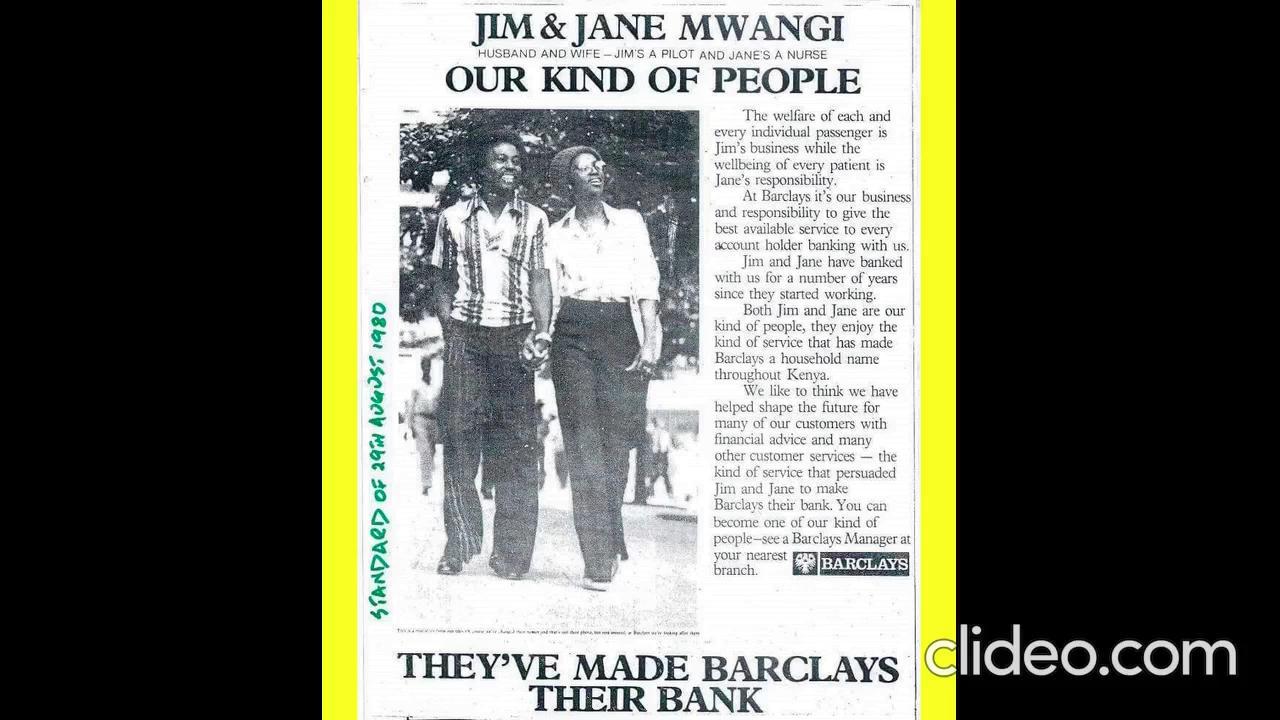 JIM & JANE MWANGI
HUSBAND AND WIFE—JIM'S A PILOT AND JANE'S A NURSE
OUR KIND OF PEOPLE
The welfare of each and
every individual passenger is
Jim's business while the
wellbeing of every patient is
Jane's responsibility.
At Barclays it's our business
and responsibility to give the
best available service to every
account holder banking with us.
Jim and Jane have banked
with us for a number of years
since they started working.
Both Jim and Jane are our
kind of people, they enjoy the
kind of service that has made
Barclays a household name
throughout Kenya.
We like to think we have
helped shape the future for
many of our customers with
financial advice and many
other customer services — the
kind of service that persuaded
Jim and Jane to make
Barclays their bank. You can
become one of our kind of
people—see a Barclays Manager at
your nearest
branch.
BARCLAYS
STANDARD OF 29TH AUGUST 1980
THEY'VE MADE BARCLAYS
THEIR BANK
clideo.com